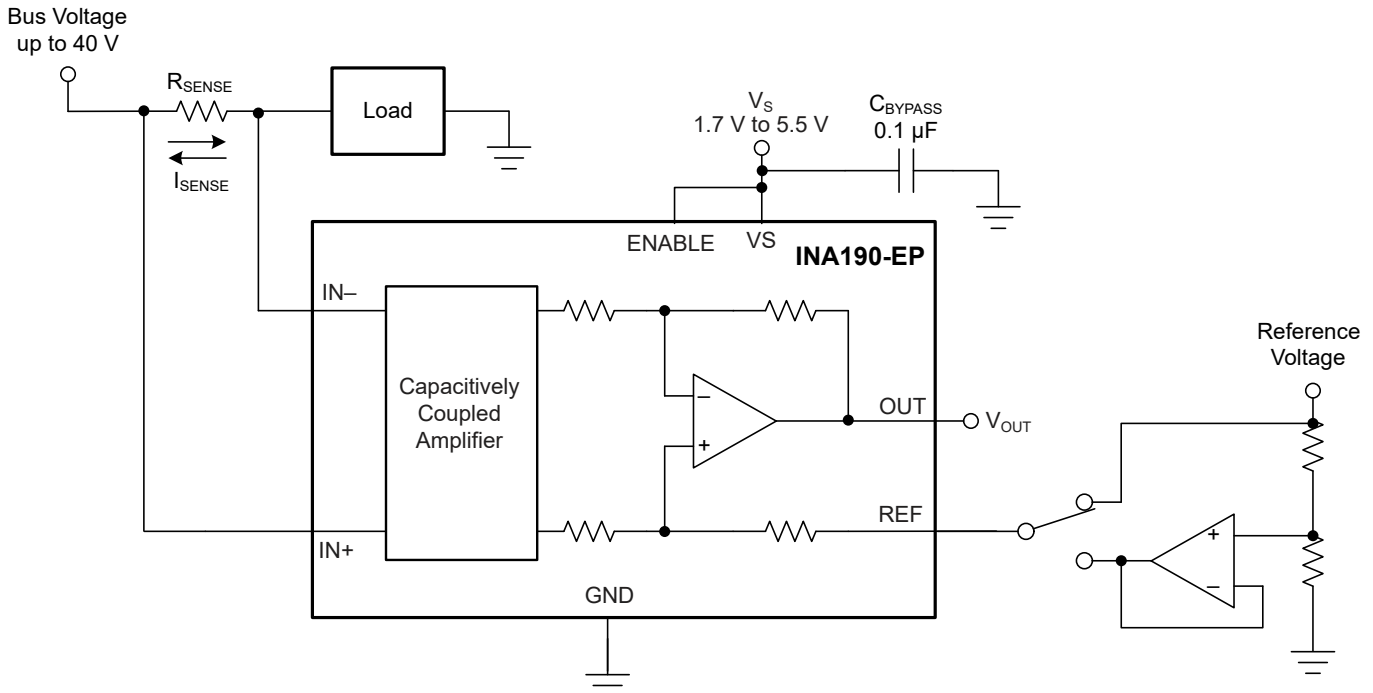 Bus Voltage
up to 40 V
RSENSE
ISENSE
Load
VS
1.7 V to 5.5 V
CBYPASS
0.1 µF
ENABLE
VS
INA190-EP
IN–
Capacitively
Coupled
Amplifier
–
+
OUT
VOUT
REF
IN+
GND
Reference
Voltage
+
–